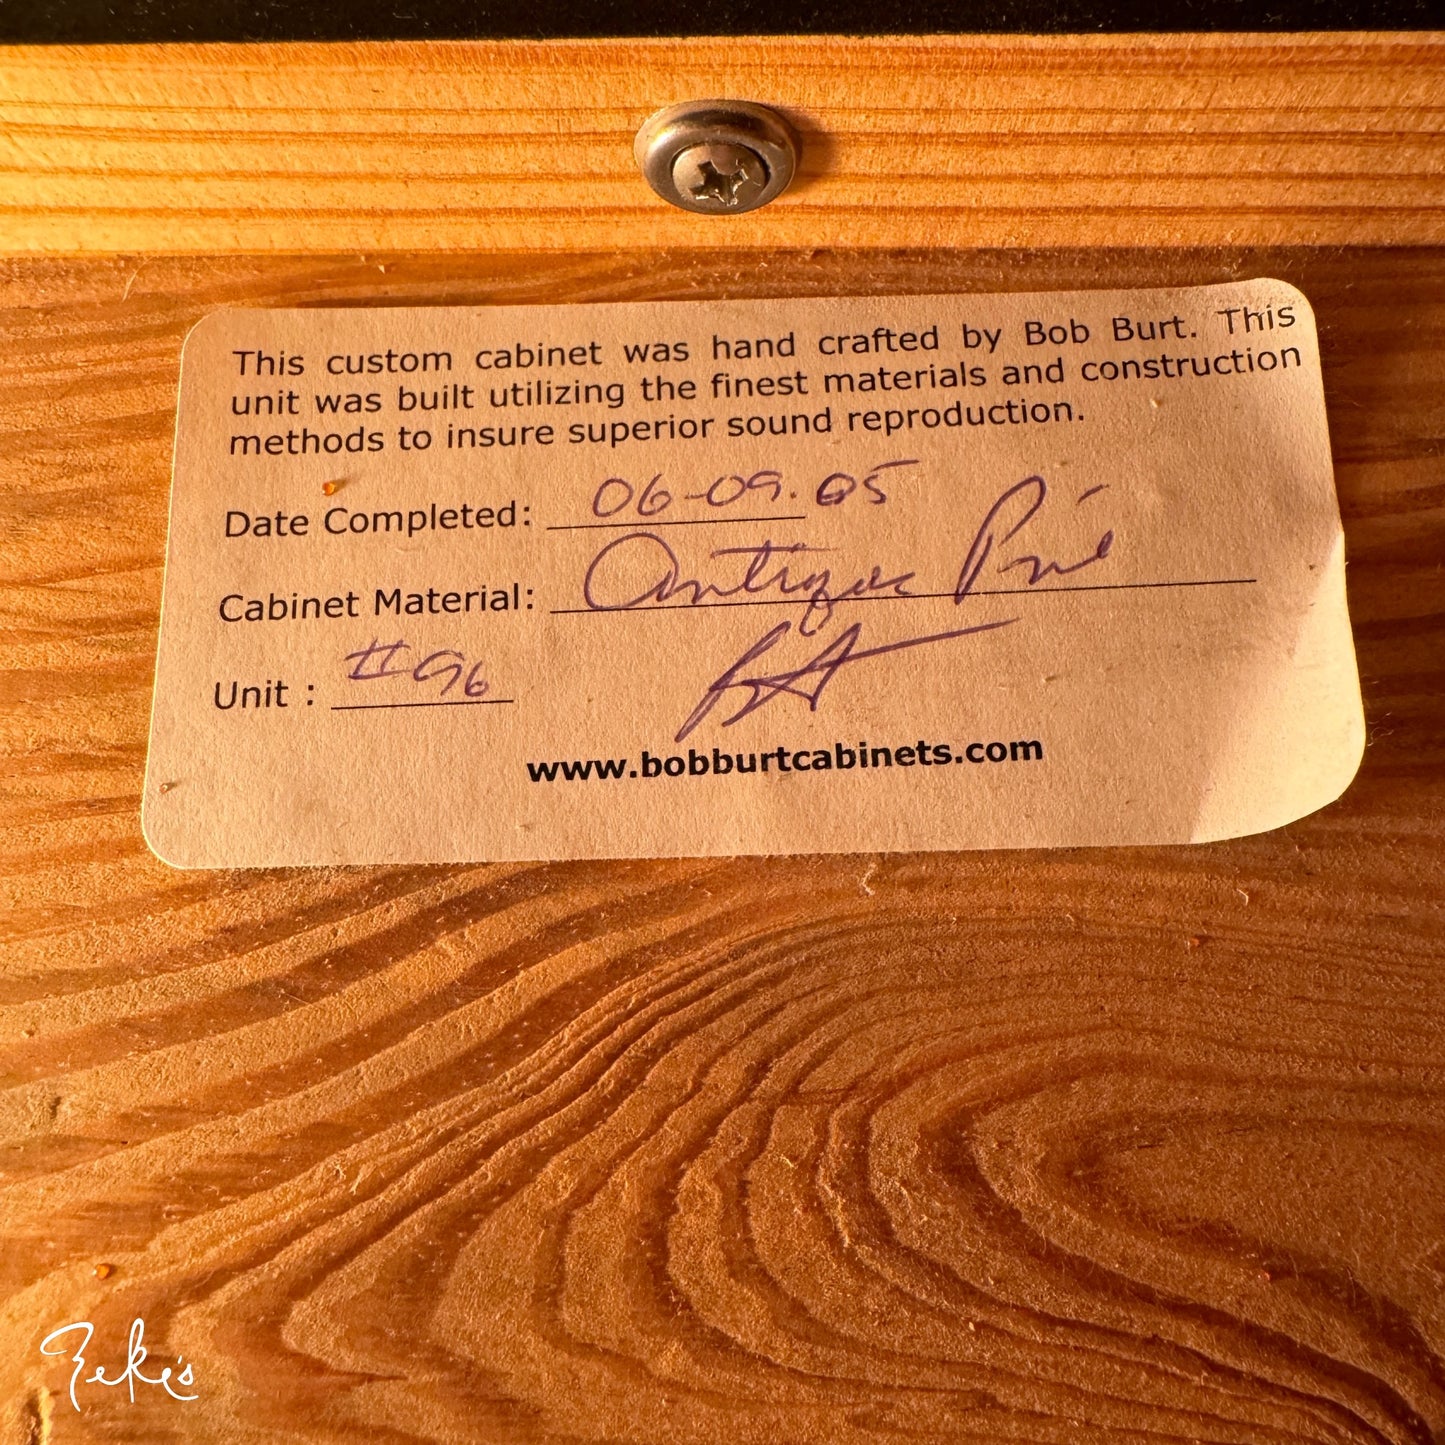 This custom cabinet was hand crafted by Bob Burt. This
unit was built utilizing the finest materials and construction
methods to insure superior sound reproduction.
Date Completed: 06-09.05
Cabinet Material: Antique Pine
Unit : #96
www.bobburtcabinets.com
Zeke's